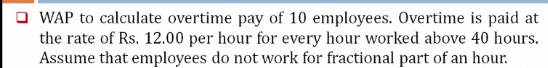 WAP to calculate overtime pay of 10 employees. Overtime is paid at
the rate of Rs. 12.00 per hour for every hour worked above 40 hours.
Assume that employees do not work for fractional part of an hour.